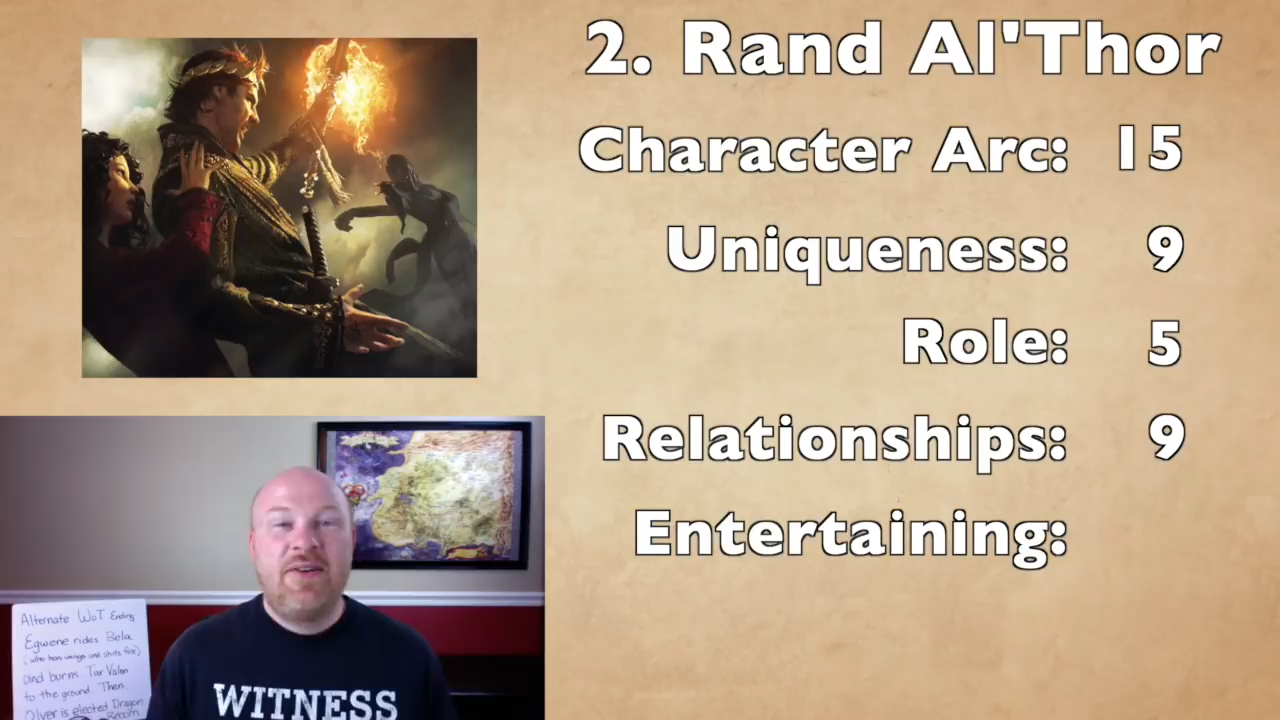 2. Rand Al'Thor
Character Arc: 15
Uniqueness: 9
Role: 5
Relationships: 9
Entertaining:
Alternate WoT Ending
Egwene rides Bela
(who has wings and shits fire)
and burns Tar Valon
to the ground. Then
Olver is elected Dragon
Reborn
WITNESS